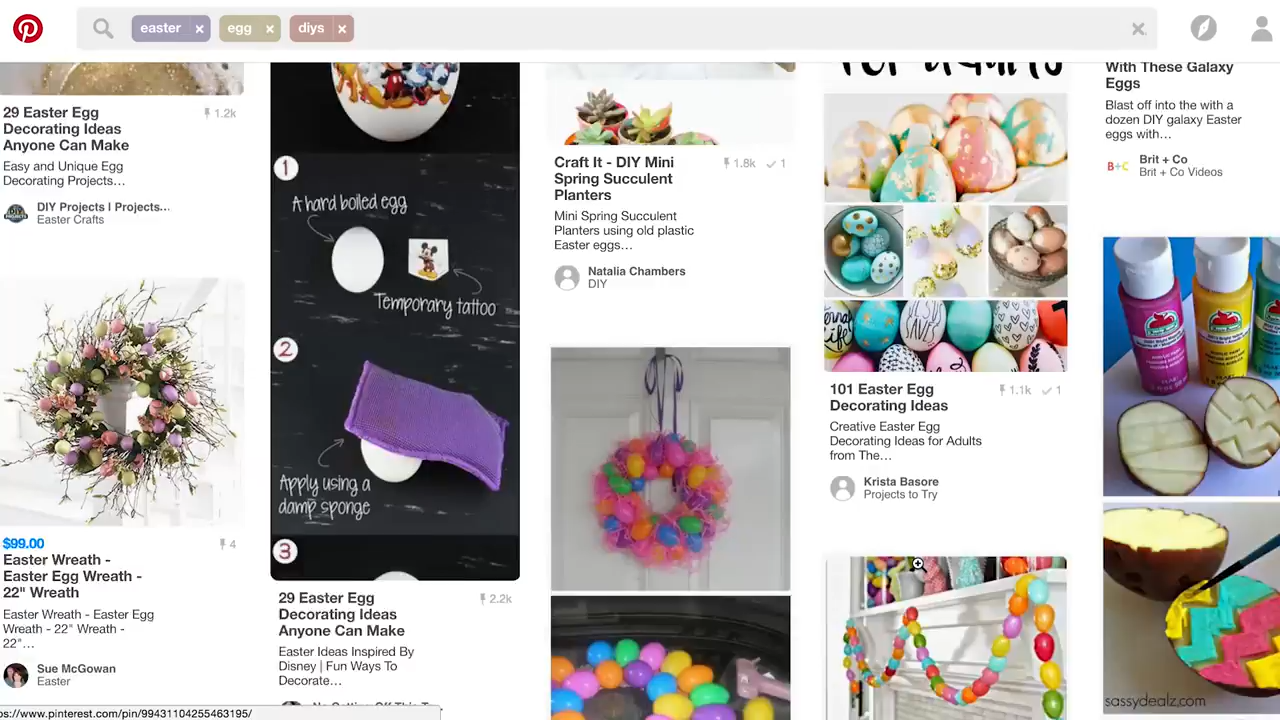 easter × egg × diys ×
29 Easter Egg
Decorating Ideas
Anyone Can Make
1.2k
Easy and Unique Egg
Decorating Projects…
DIY Projects | Projects…
Easter Crafts
$99.00
4
Easter Wreath -
Easter Egg Wreath -
22" Wreath
Easter Wreath - Easter Egg
Wreath - 22" Wreath -
22"…
Sue McGowan
Easter
1
A hard boiled egg
Temporary tattoo
2
Apply using a
damp sponge
3
29 Easter Egg
Decorating Ideas
Anyone Can Make
2.2k
Easter Ideas Inspired By
Disney | Fun Ways To
Decorate…
Craft It - DIY Mini
Spring Succulent
Planters
1.8k 1
Mini Spring Succulent
Planters using old plastic
Easter eggs…
Natalia Chambers
DIY
101 Easter Egg
Decorating Ideas
1.1k 1
Creative Easter Egg
Decorating Ideas for Adults
from The…
Krista Basore
Projects to Try
With These Galaxy
Eggs
Blast off into the with a
dozen DIY galaxy Easter
eggs with…
B+C
Brit + Co
Brit + Co Videos
sassydealz.com
ps://www.pinterest.com/pin/99431104255463195/